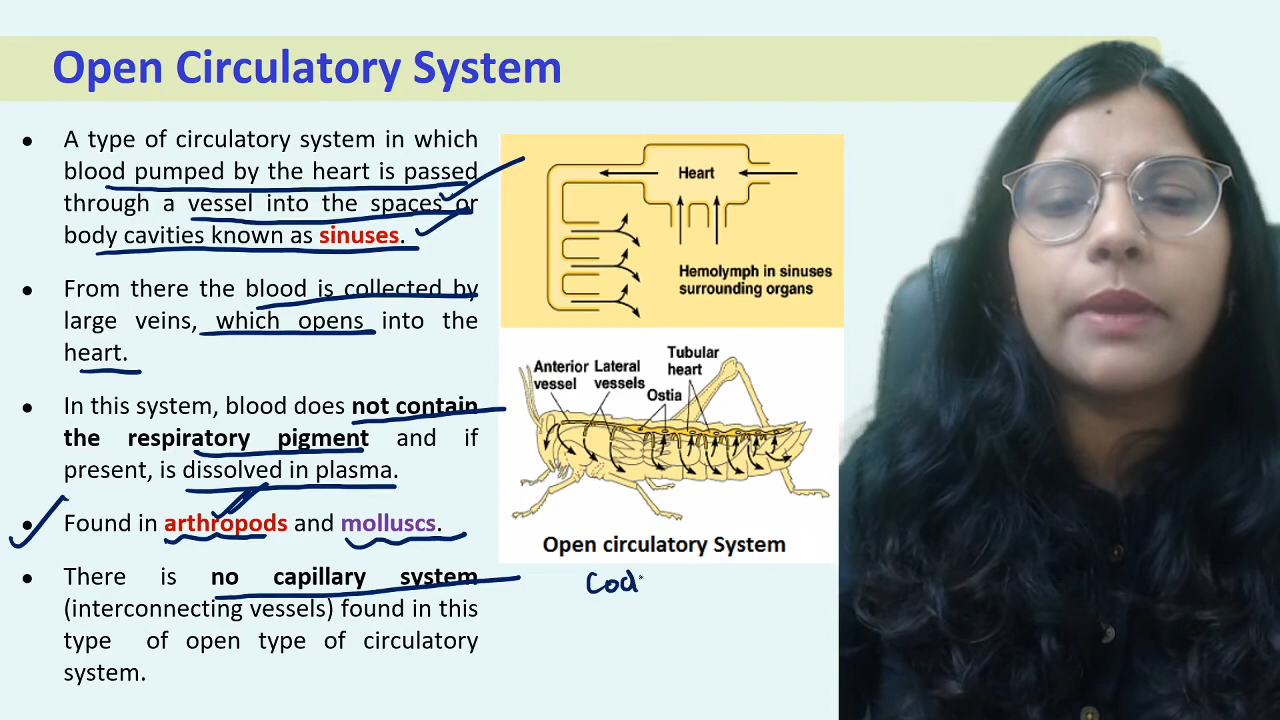 Open Circulatory System
• A type of circulatory system in which
blood pumped by the heart is passed
through a vessel into the spaces or
body cavities known as sinuses.
• From there the blood is collected by
large veins, which opens into the
heart.
• In this system, blood does not contain
the respiratory pigment and if
present, is dissolved in plasma.
• Found in arthropods and molluscs.
• There is no capillary system
(interconnecting vessels) found in this
type of open type of circulatory
system.
Heart
Hemolymph in sinuses
surrounding organs
Anterior
vessel
Lateral
vessels
Tubular
heart
Ostia
Open circulatory System
Cod